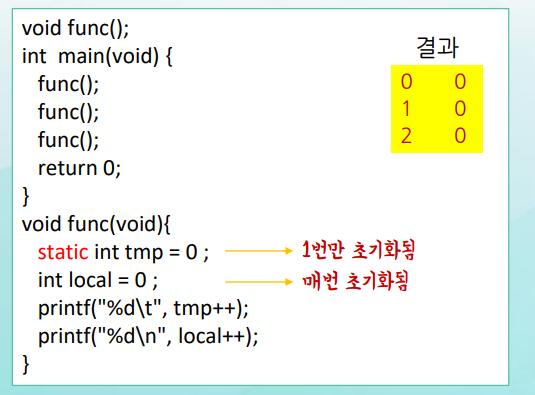 void func();
int main(void) {
func();
func();
func();
return 0;
}
void func(void){
static int tmp = 0 ;
int local = 0 ;
printf("%d\t", tmp++);
printf("%d\n", local++);
}
결과
0 0
1 0
2 0
1번만 초기화됨
매번 초기화됨